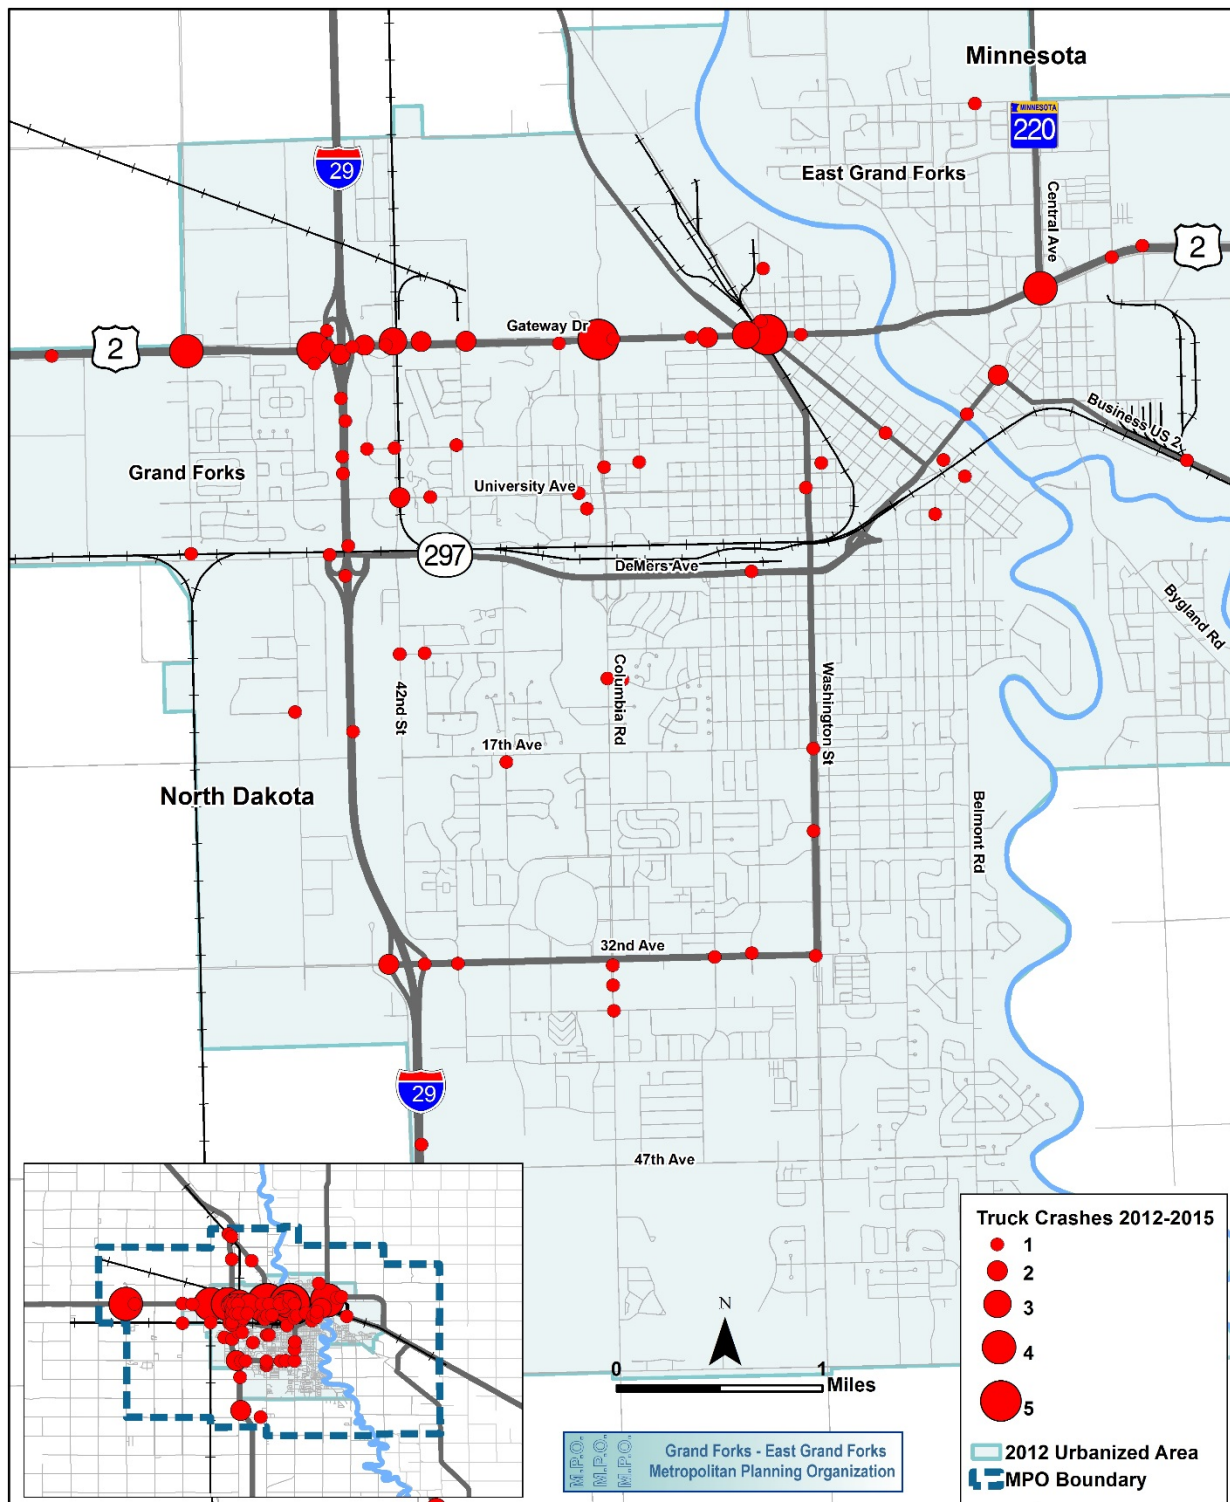 Minnesota
MINNESOTA
220
29
East Grand Forks
Central Ave
2
Gateway Dr
2
Business US 2
Grand Forks
University Ave
297
DeMers Ave
Bygland Rd
42nd St
Columbia Rd
Washington St
17th Ave
North Dakota
Belmont Rd
32nd Ave
29
47th Ave
Truck Crashes 2012-2015
1
2
3
4
5
2012 Urbanized Area
MPO Boundary
N
0 1
Miles
M.P.O.
M.P.O.
M.P.O.
Grand Forks - East Grand Forks
Metropolitan Planning Organization